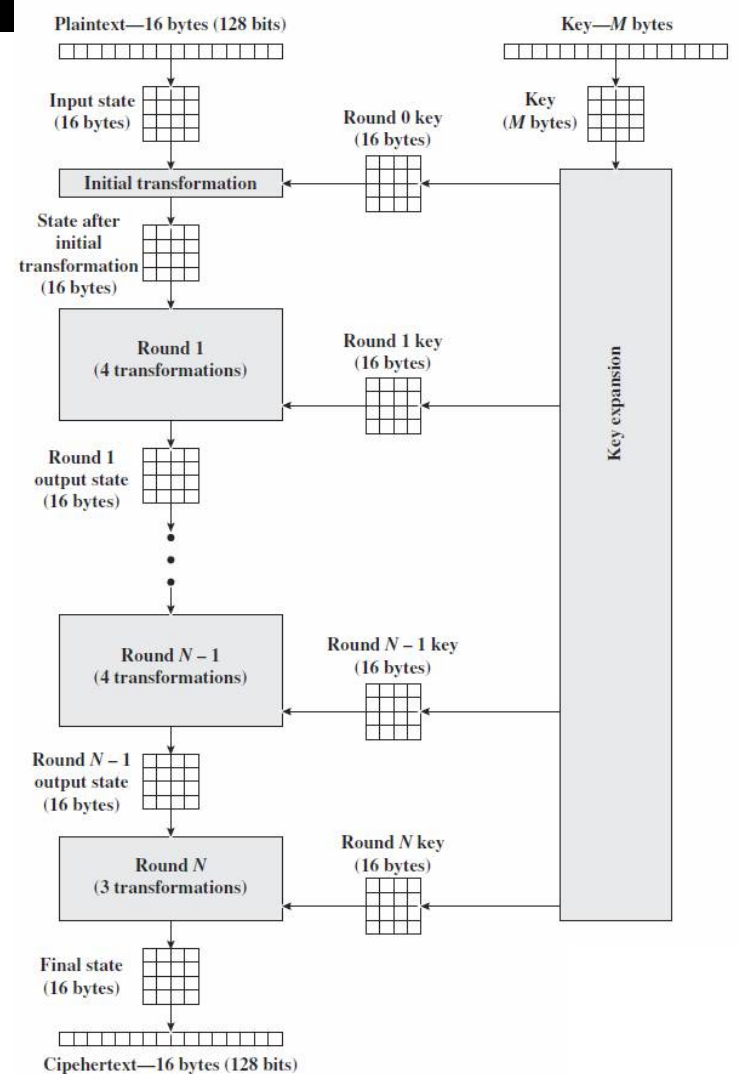 Plaintext—16 bytes (128 bits)
Key—M bytes
Input state
(16 bytes)
Key
(M bytes)
Round 0 key
(16 bytes)
Initial transformation
State after
initial
transformation
(16 bytes)
Round 1
(4 transformations)
Round 1 key
(16 bytes)
Key expansion
Round 1
output state
(16 bytes)
Round N – 1
(4 transformations)
Round N – 1 key
(16 bytes)
Round N – 1
output state
(16 bytes)
Round N
(3 transformations)
Round N key
(16 bytes)
Final state
(16 bytes)
Cipehertext—16 bytes (128 bits)